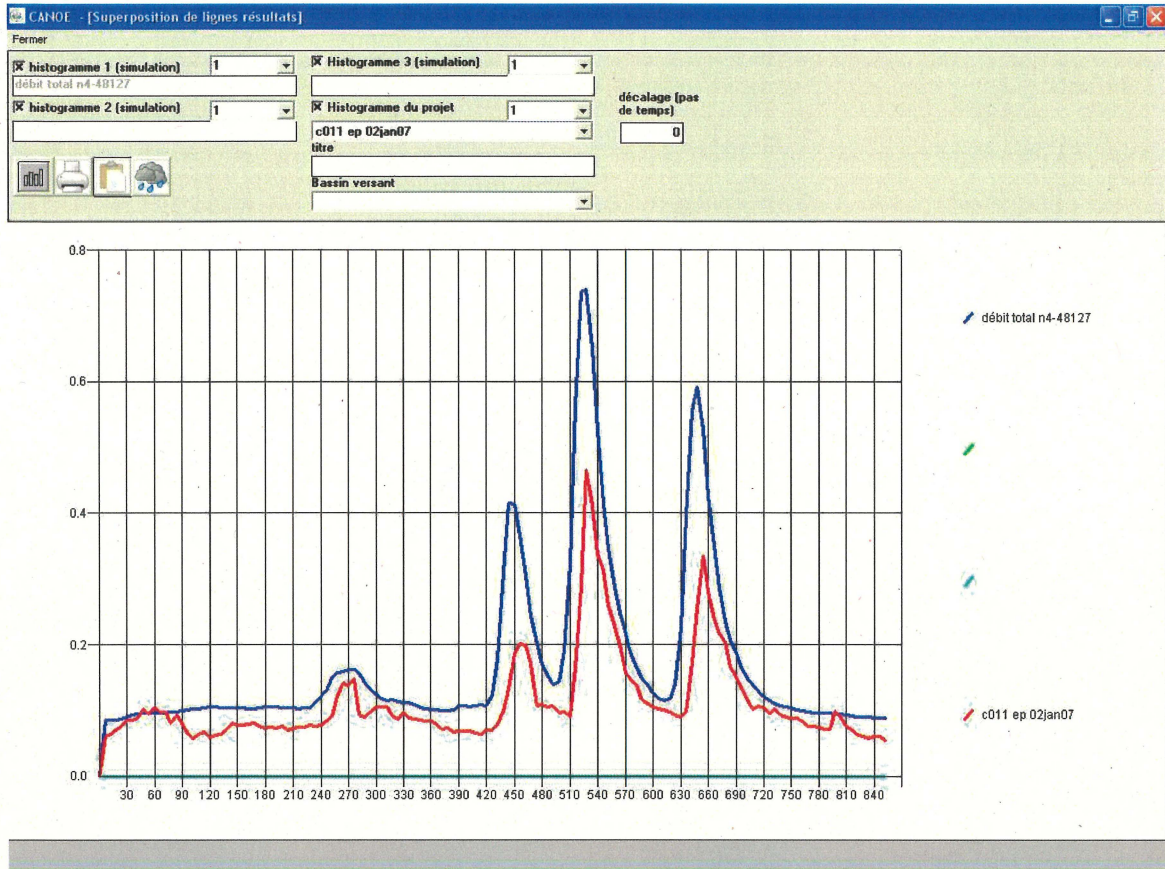 CANOE - [Superposition de lignes résultats]
Fermer
histogramme 1 (simulation) 1
débit total n4-48127
histogramme 2 (simulation) 1
Histogramme 3 (simulation) 1
Histogramme du projet 1
c011 ep 02jan07
titre
Bassin versant
décalage (pas
de temps)
0
0.8
0.6
0.4
0.2
0.0
30 60 90 120 150 180 210 240 270 300 330 360 390 420 450 480 510 540 570 600 630 660 690 720 750 780 810 840
débit total n4-48127
c011 ep 02jan07